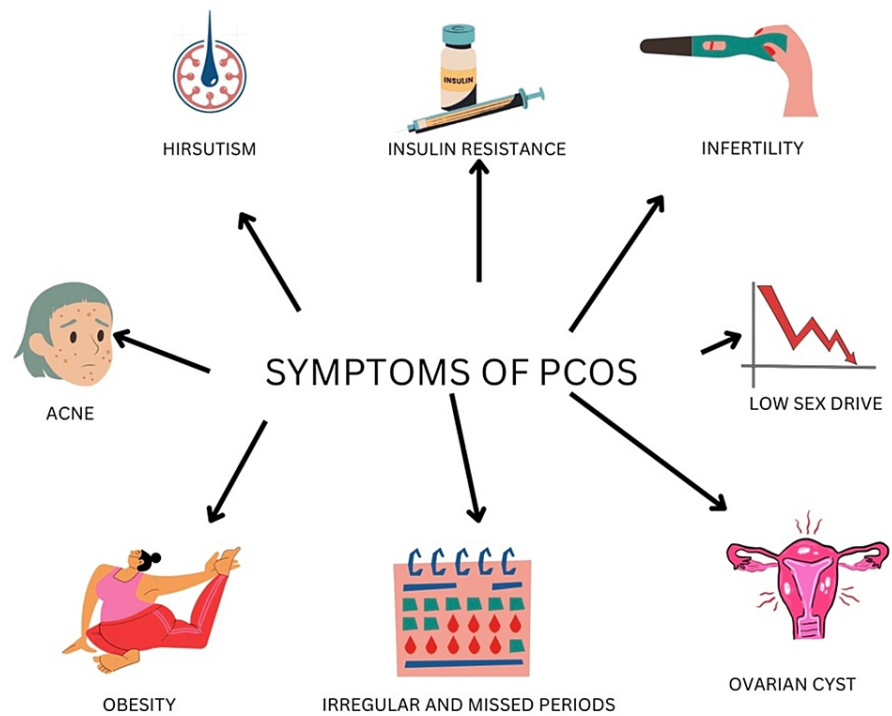 HIRSUTISM
INSULIN
INSULIN RESISTANCE
INFERTILITY
ACNE
SYMPTOMS OF PCOS
LOW SEX DRIVE
OBESITY
IRREGULAR AND MISSED PERIODS
OVARIAN CYST